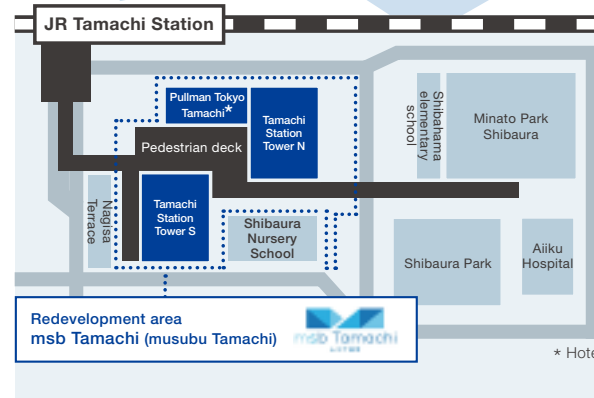 JR Tamachi Station
Pullman Tokyo
Tamachi*
Tamachi
Station
Tower N
Pedestrian deck
Shibahama
elementary
school
Minato Park
Shibaura
Nagisa
Terrace
Tamachi
Station
Tower S
Shibaura
Nursery
School
Shibaura Park
Aiiku
Hospital
Redevelopment area
msb Tamachi (musubu Tamachi)
msb Tamachi
* Hote